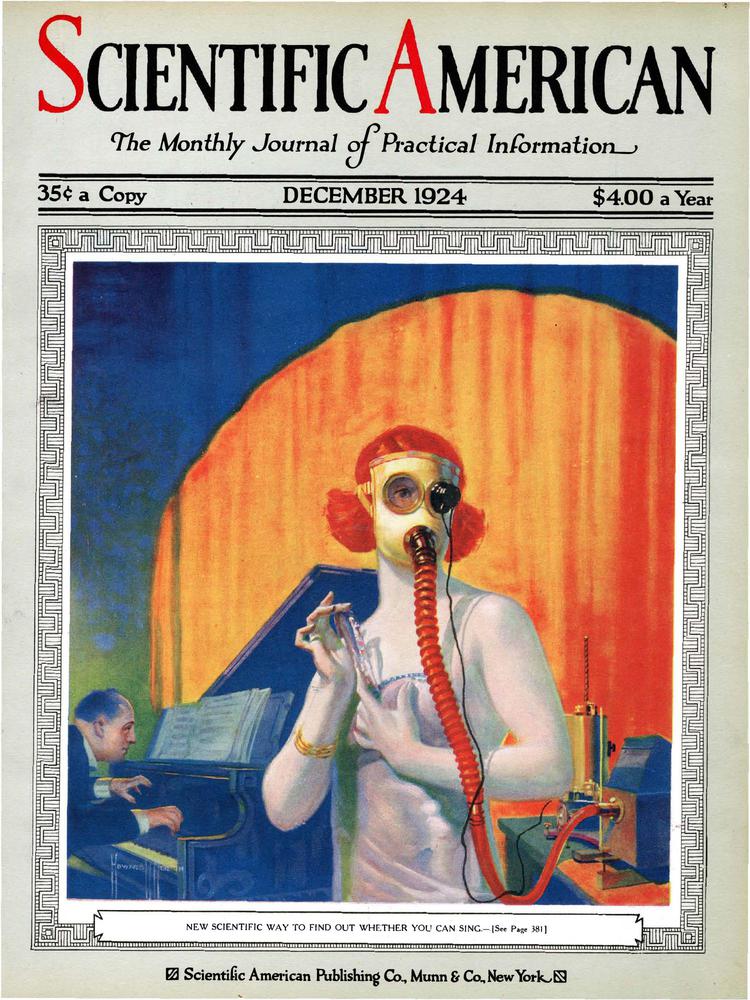 SCIENTIFIC AMERICAN
The Monthly Journal of Practical Information
35¢ a Copy DECEMBER 1924 $4.00 a Year
NEW SCIENTIFIC WAY TO FIND OUT WHETHER YOU CAN SING.—[See Page 381]
Scientific American Publishing Co., Munn & Co., New York